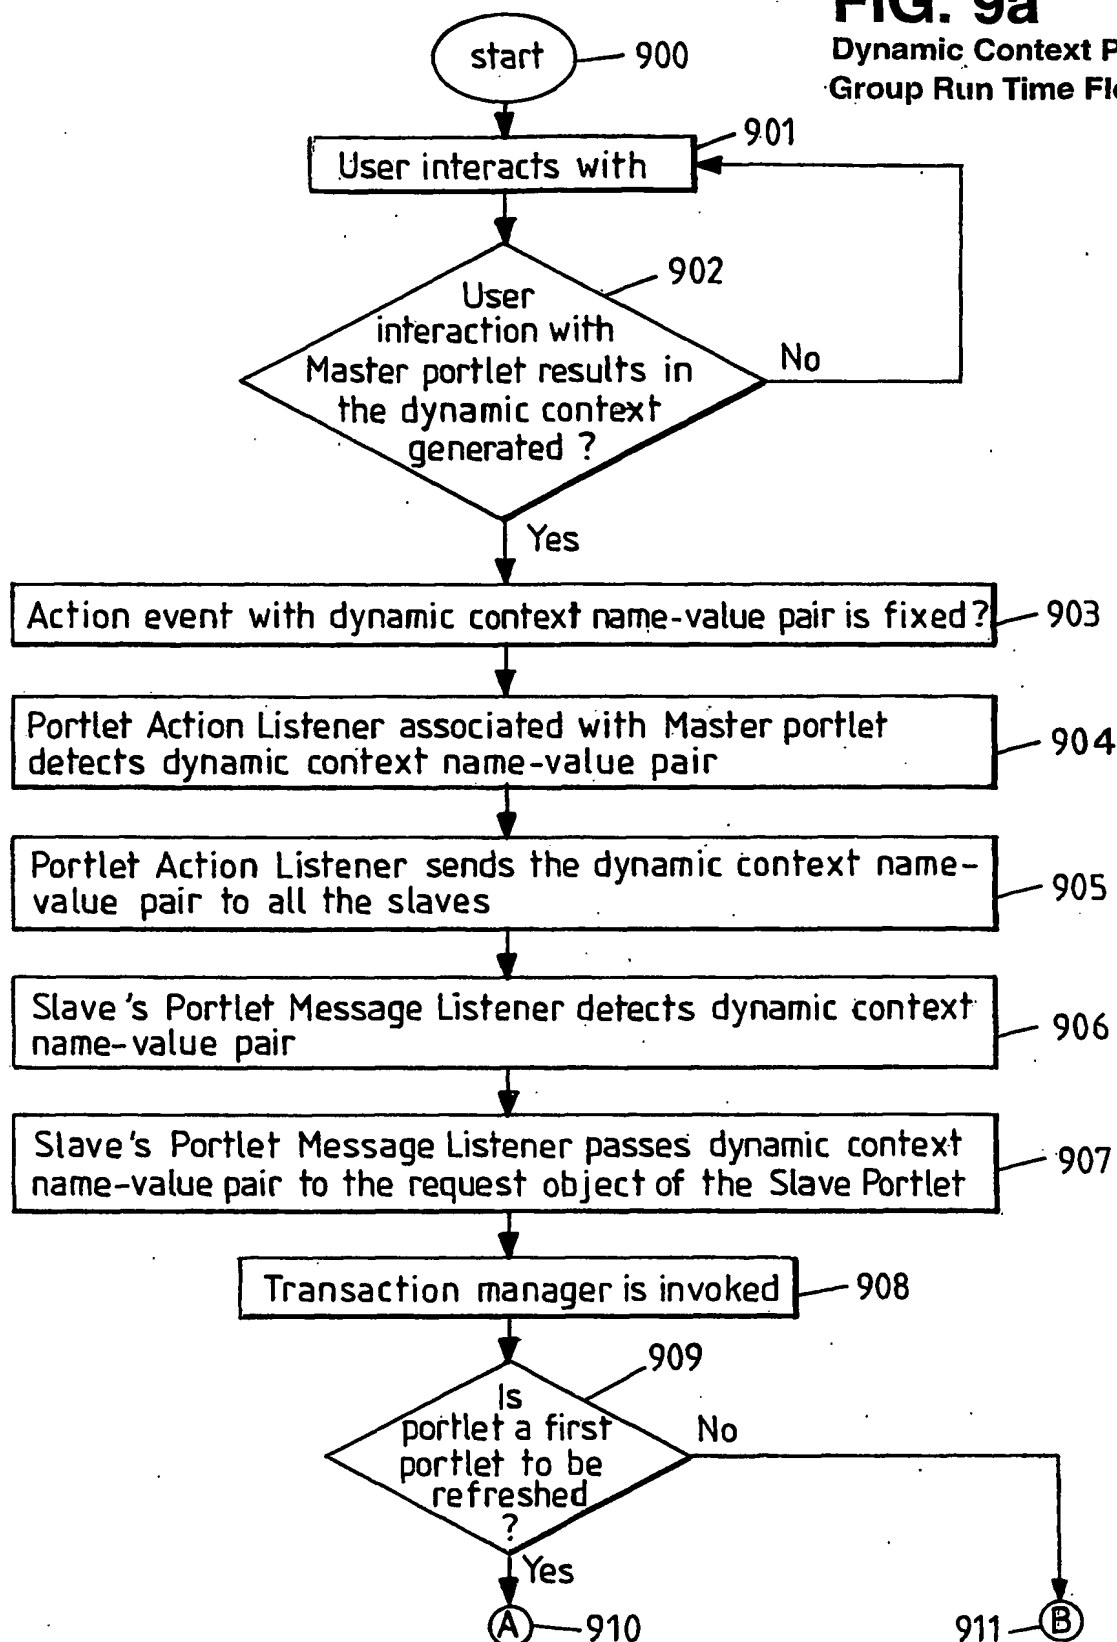 FIG. 9a
Dynamic Context
Group Run Time
start
900
901
User interacts with
902
User
interaction with
Master portlet results in
the dynamic context
generated ?
No
Yes
Action event with dynamic context name-value pair is fixed?
903
Portlet Action Listener associated with Master portlet
detects dynamic context name-value pair
904
Portlet Action Listener sends the dynamic context name-
value pair to all the slaves
905
Slave's Portlet Message Listener detects dynamic context
name-value pair
906
Slave's Portlet Message Listener passes dynamic context
name-value pair to the request object of the Slave Portlet
907
Transaction manager is invoked
908
909
Is
portlet a first
portlet to be
refreshed
?
No
Yes
A
910
911
B